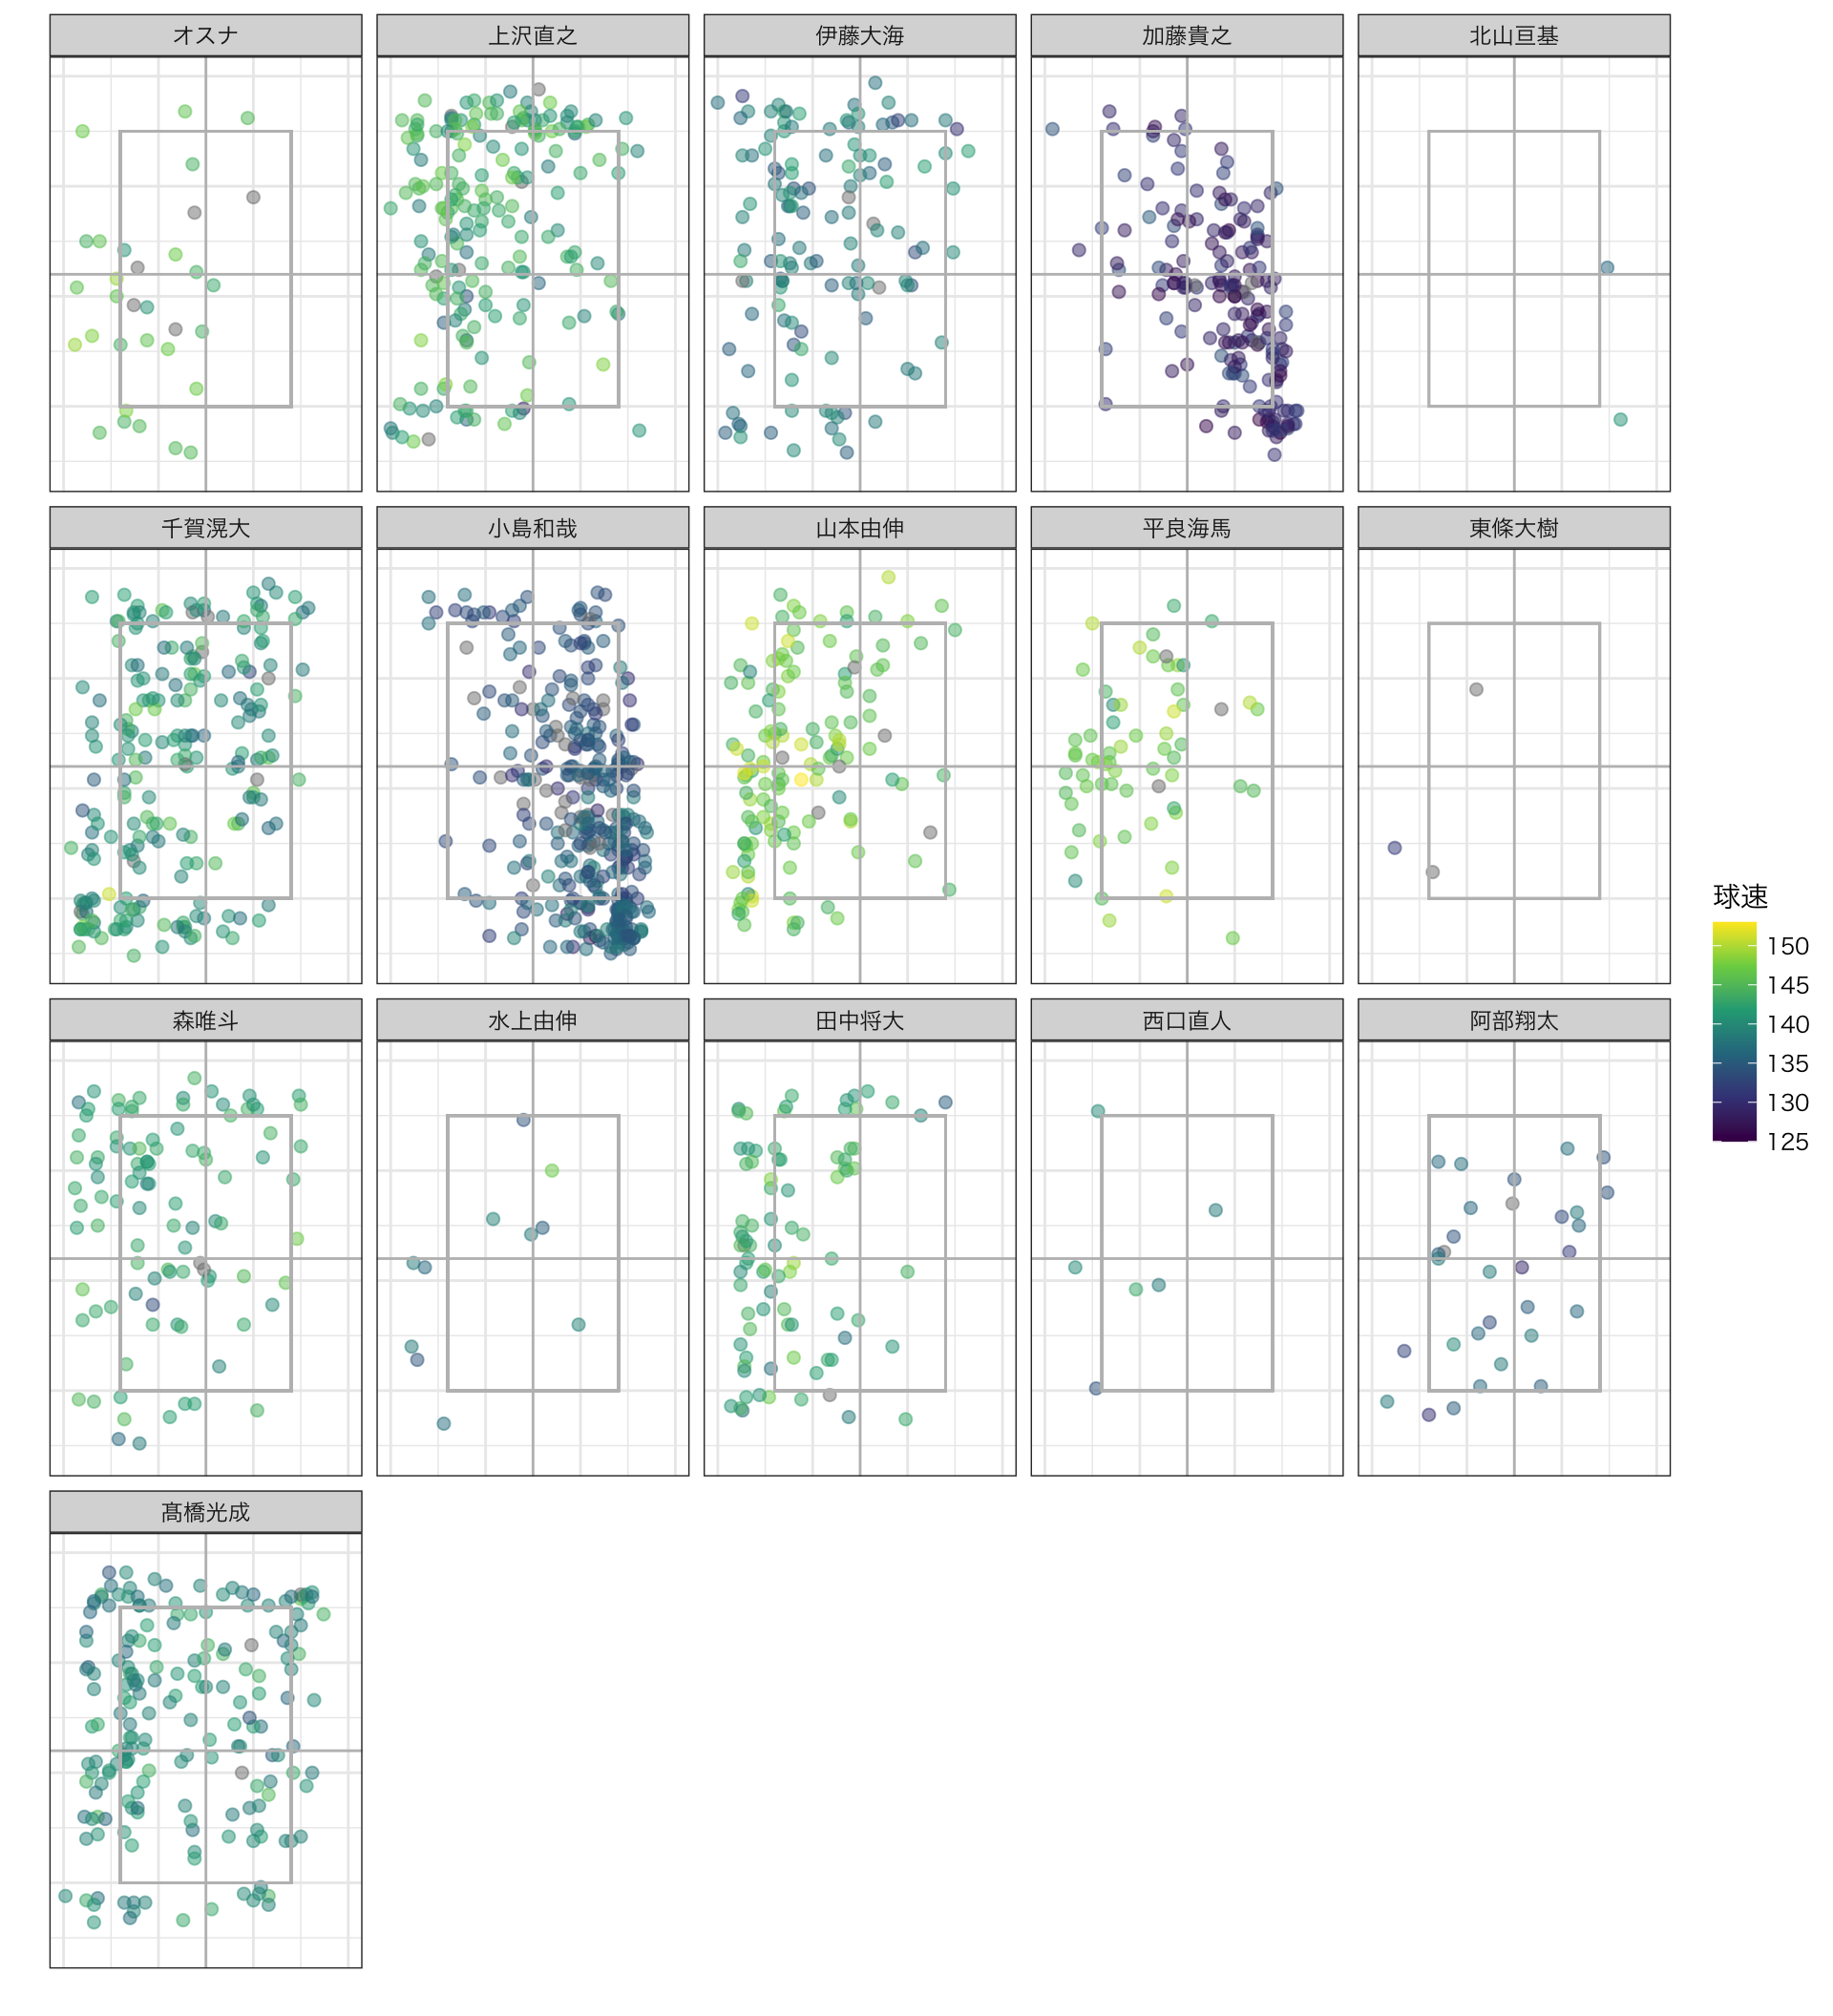 オスナ
上沢直之
伊藤大海
加藤貴之
北山亘基
千賀滉大
小島和哉
山本由伸
平良海馬
東條大樹
森唯斗
水上由伸
田中将大
西口直人
阿部翔太
髙橋光成
球速
150
145
140
135
130
125